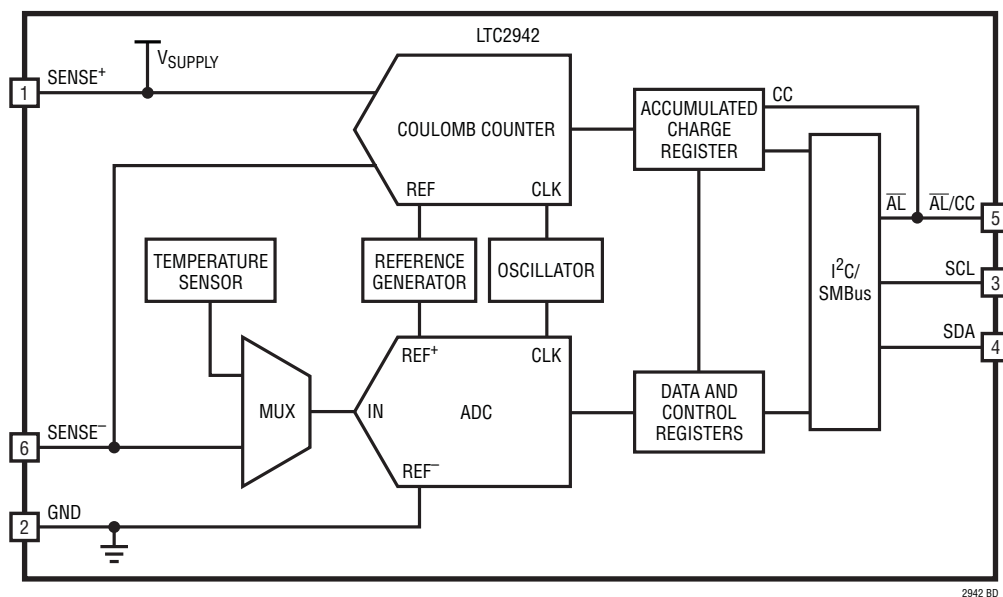 LTC2942
1
SENSE+
VSUPPLY
COULOMB COUNTER
REF
CLK
ACCUMULATED
CHARGE
REGISTER
CC
AL
AL/CC
5
TEMPERATURE
SENSOR
REFERENCE
GENERATOR
OSCILLATOR
I2C/
SMBus
SCL
3
SDA
4
REF+
CLK
MUX
IN
ADC
REF–
DATA AND
CONTROL
REGISTERS
6
SENSE–
2
GND
2942 BD